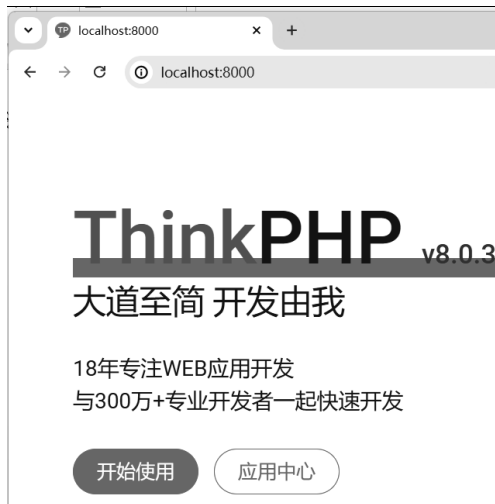 localhost:8000
localhost:8000
ThinkPHP v8.0.3
大道至简 开发由我
18年专注WEB应用开发
与300万+专业开发者一起快速开发
开始使用 应用中心